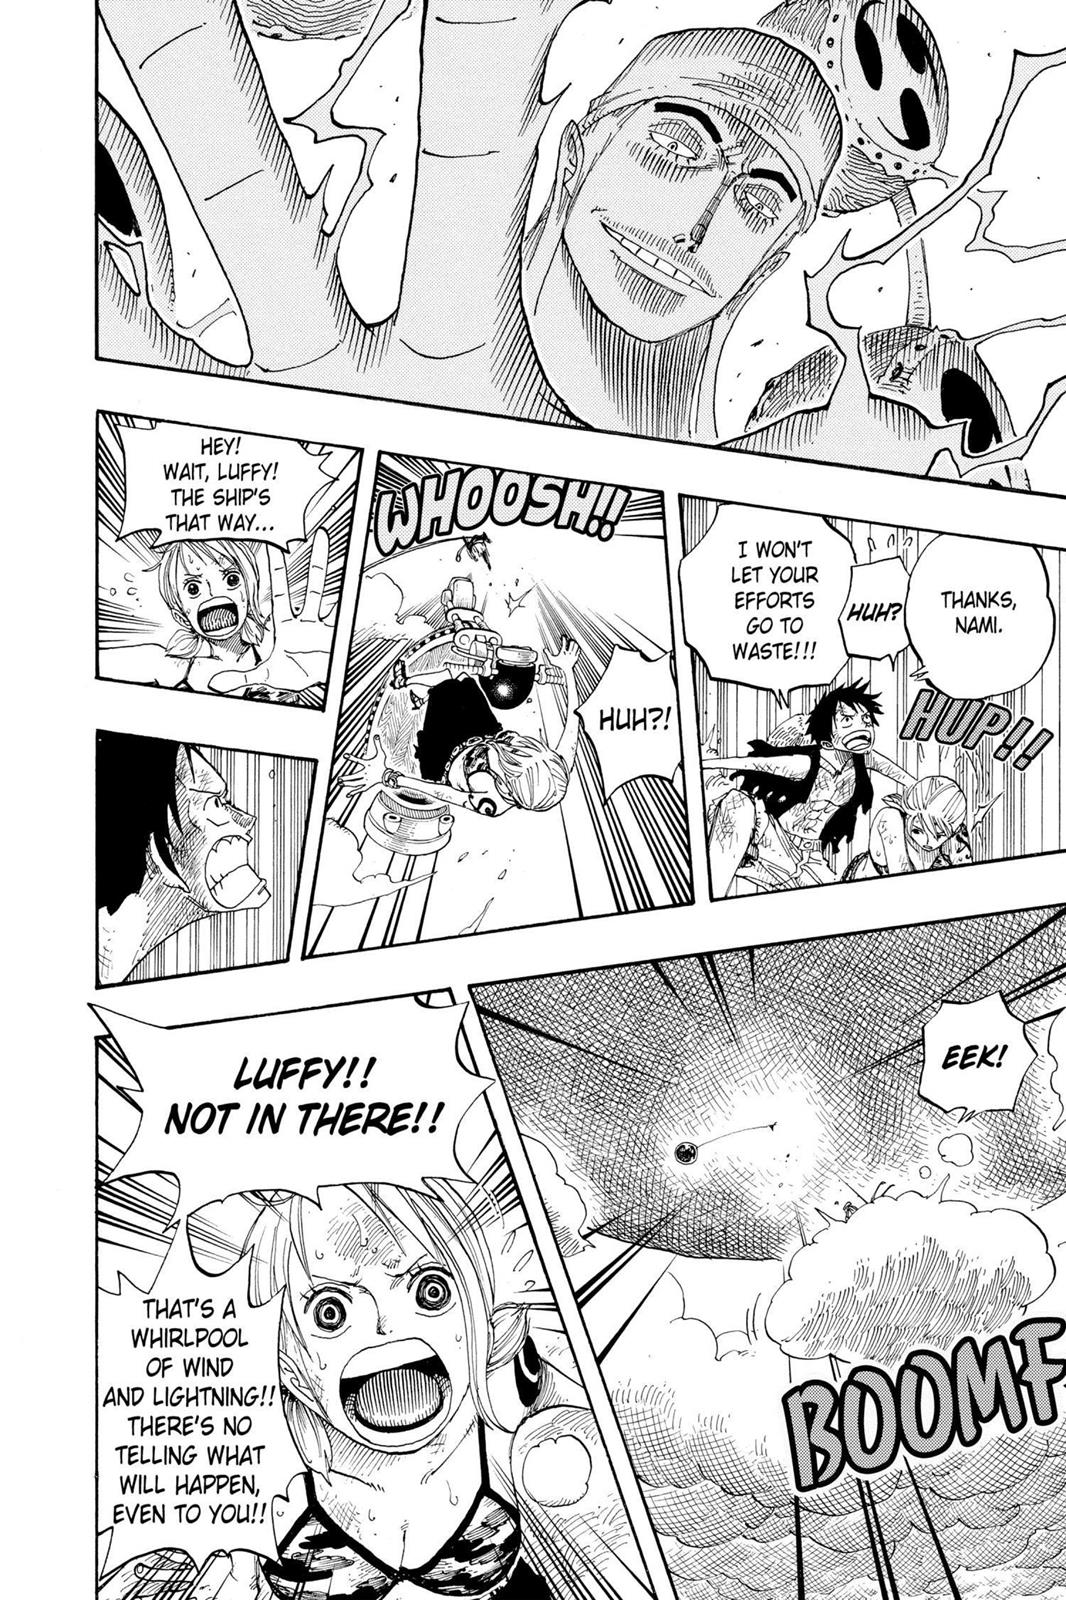 THANKS,
NAMI.
HUH?
I WON'T
LET YOUR
EFFORTS
GO TO
WASTE!!!
HUP!!
HUH?!
WHOOSH!!
HEY!
WAIT, LUFFY!
THE SHIP'S
THAT WAY...
EEK!
BOOMF
LUFFY!!
NOT IN THERE!!
THAT'S A
WHIRLPOOL
OF WIND
AND LIGHTNING!!
THERE'S NO
TELLING WHAT
WILL HAPPEN,
EVEN TO YOU!!